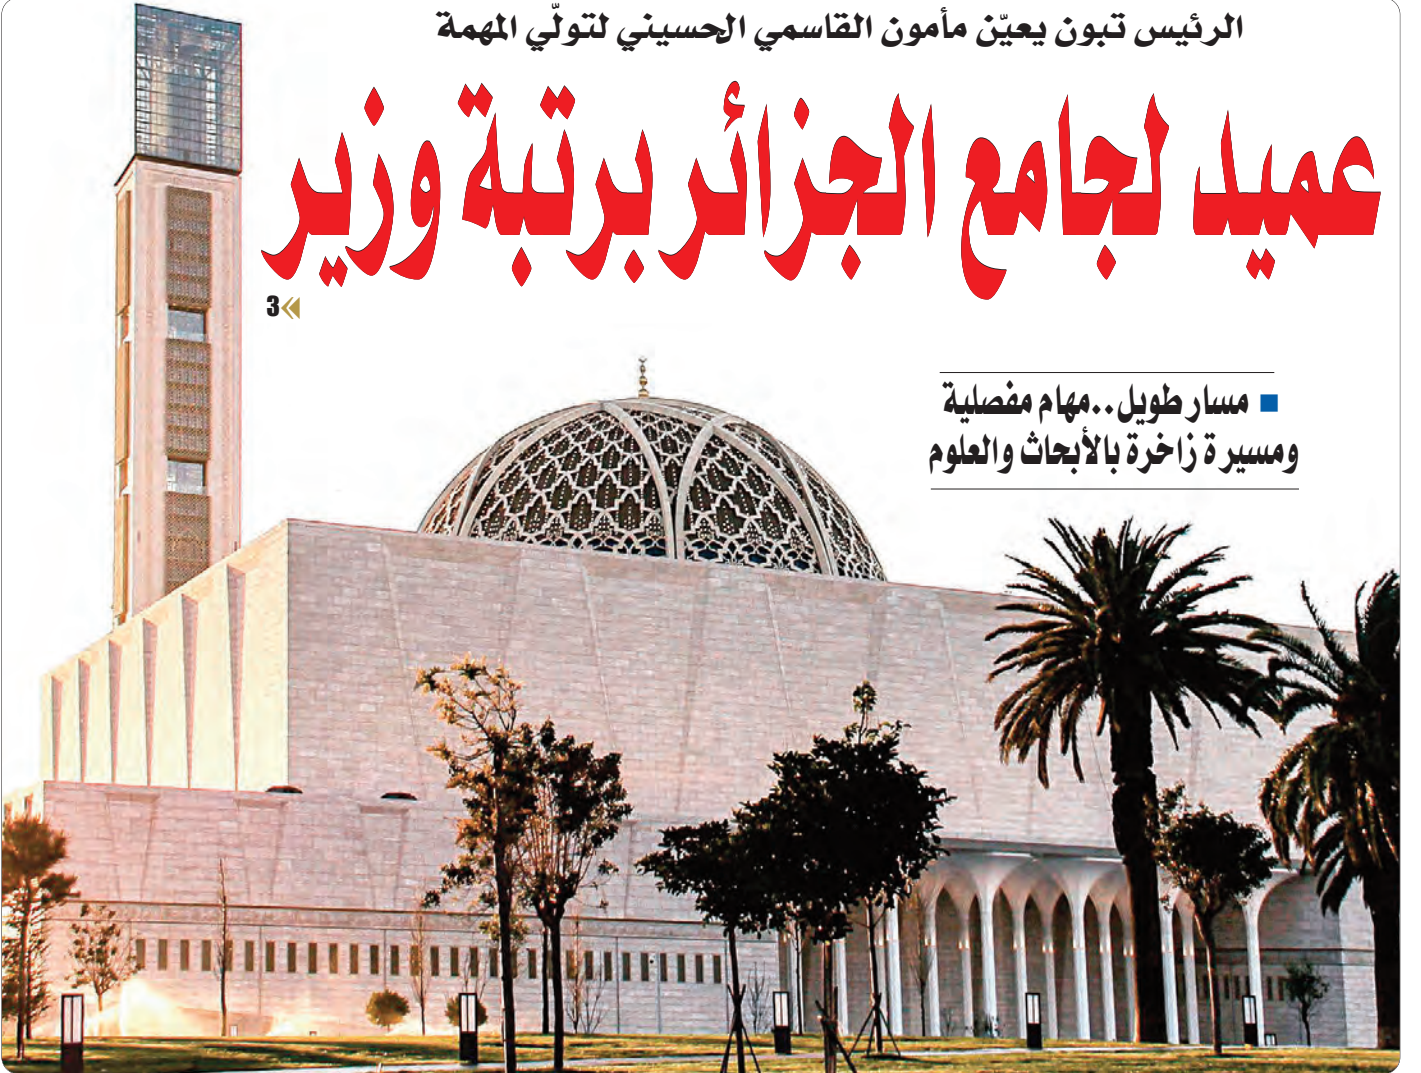 الرئيس تبون يعيّن مأمون القاسمي الحسيني لتولّي المهمة
عميد لجامع الجزائر برتبة وزير
3
■ مسار طويل..مهام مفصلية
ومسيرة زاخرة بالأبحاث والعلوم